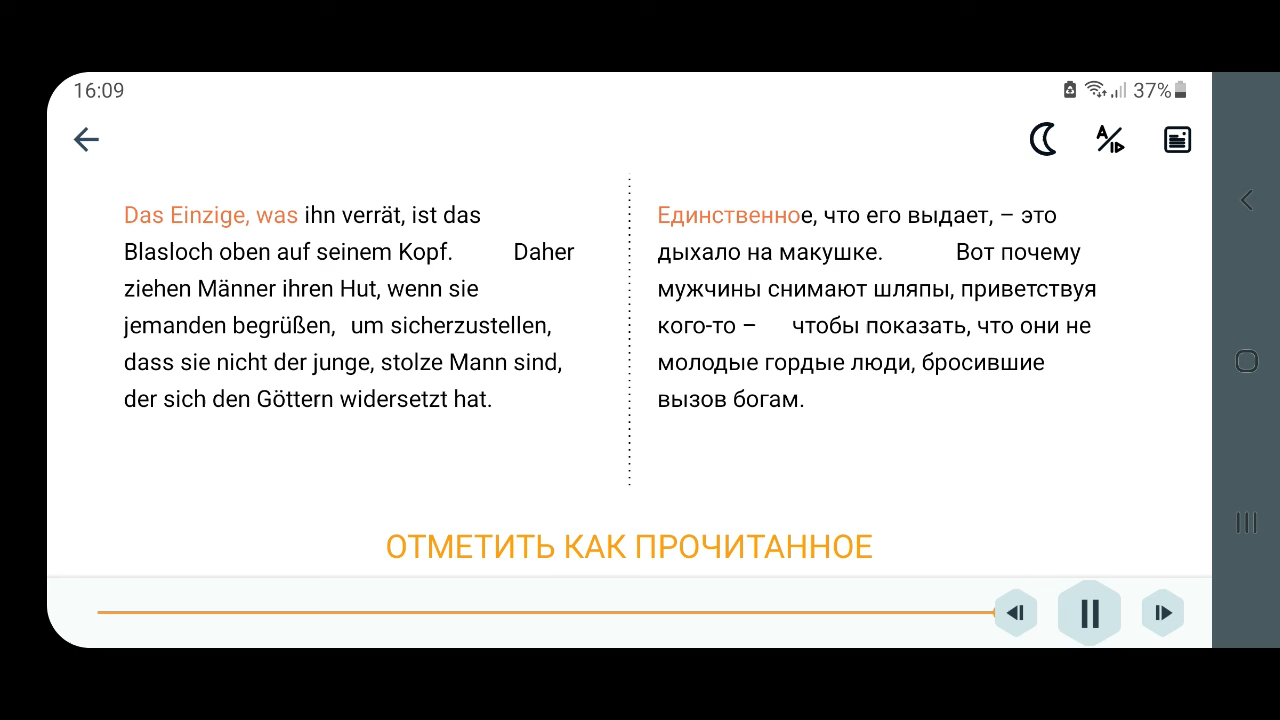 16:09
37%
Das Einzige, was ihn verrät, ist das
Blasloch oben auf seinem Kopf. Daher
ziehen Männer ihren Hut, wenn sie
jemanden begrüßen, um sicherzustellen,
dass sie nicht der junge, stolze Mann sind,
der sich den Göttern widersetzt hat.
Единственное, что его выдает, – это
дыхало на макушке. Вот почему
мужчины снимают шляпы, приветствуя
кого-то – чтобы показать, что они не
молодые гордые люди, бросившие
вызов богам.
ОТМЕТИТЬ КАК ПРОЧИТАННОЕ